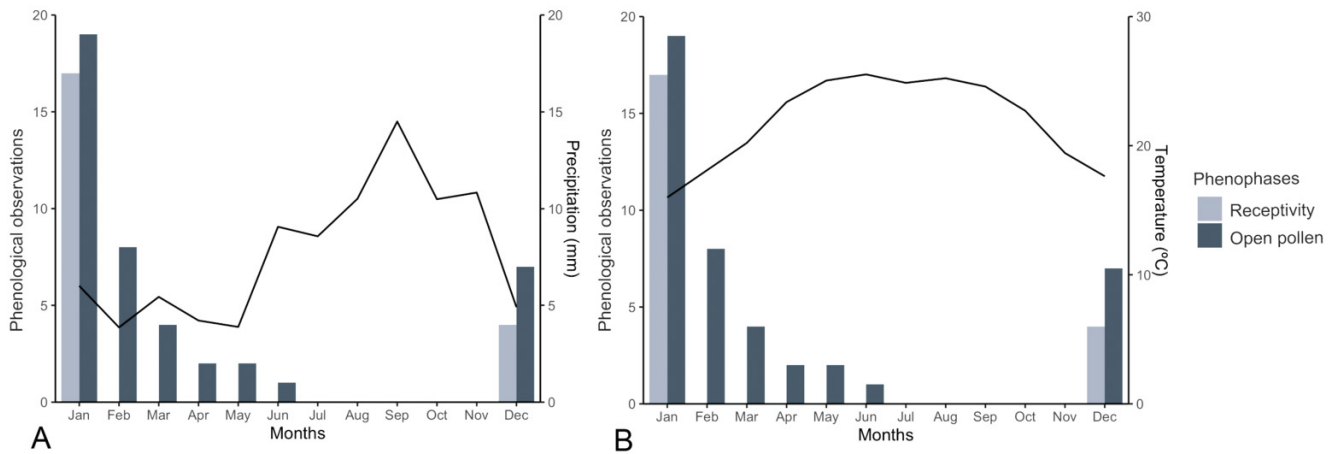 20
15
10
5
0
Phenological observations
20
15
10
5
0
Precipitation (mm)
Jan Feb Mar Apr May Jun Jul Aug Sep Oct Nov Dec
Months
A
20
15
10
5
0
Phenological observations
30
20
10
0
Temperature (ºC)
Jan Feb Mar Apr May Jun Jul Aug Sep Oct Nov Dec
Months
B
Phenophases
Receptivity
Open pollen